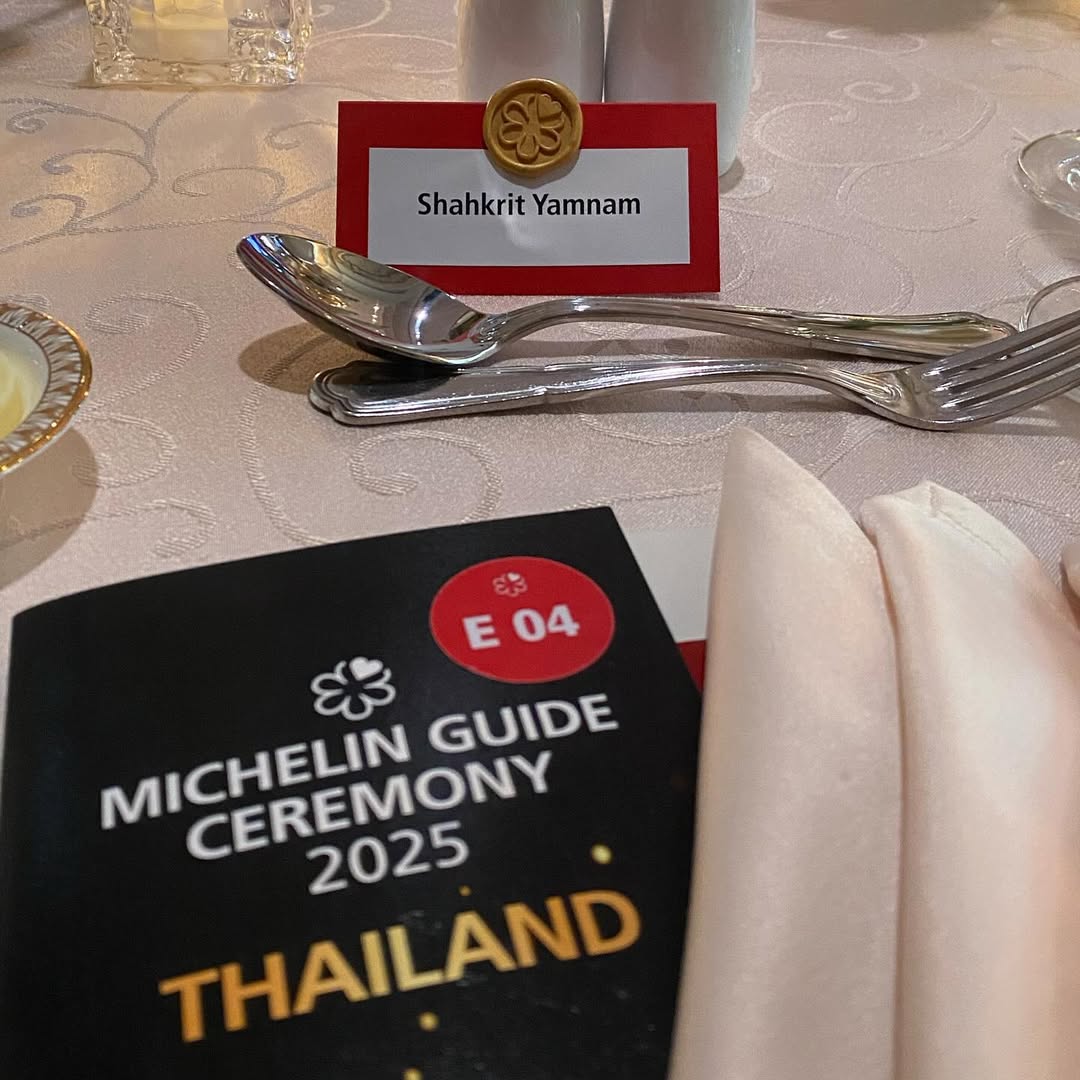 Shahkrit Yamnam
E 04
MICHELIN GUIDE
CEREMONY
2025
THAILAND